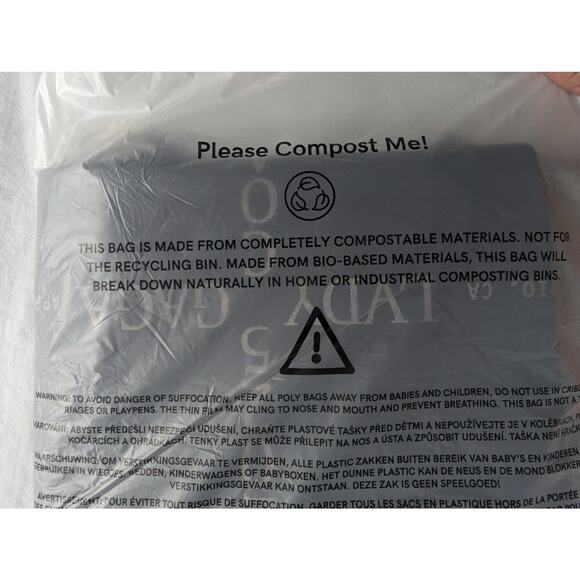 Please Compost Me!
THIS BAG IS MADE FROM COMPLETELY COMPOSTABLE MATERIALS. NOT FOR
THE RECYCLING BIN. MADE FROM BIO-BASED MATERIALS, THIS BAG WILL
BREAK DOWN NATURALLY IN HOME OR INDUSTRIAL COMPOSTING BINS.
LADY GAGA
WARNING: TO AVOID DANGER OF SUFFOCATION, KEEP ALL POLY BAGS AWAY FROM BABIES AND CHILDREN, DO NOT USE IN CRIBS
RIAGES OR PLAYPENS. THE THIN FILM MAY CLING TO NOSE AND MOUTH AND PREVENT BREATHING. THIS BAG IS NOT A
VAROVÁNÍ: ABYSTE PŘEDEŠLI NEBEZPEČÍ UDUŠENÍ, CHRAŇTE PLASTOVÉ TAŠKY PŘED DĚTMI A NEPOUŽÍVEJTE JE V KOLÉBKÁCH,
KOČÁRCÍCH A OHRÁDKÁCH. TENKÝ PLAST SE MŮŽE PŘILEPIT NA NOS A ÚSTA A ZPŮSOBIT UDUŠENÍ. TAŠKA NENÍ
WAARSCHUWING: OM VERSTIKKINGSGEVAAR TE VERMIJDEN, ALLE PLASTIC ZAKKEN BUITEN BEREIK VAN BABY'S EN KINDEREN
GEBRUIKEN IN WIEGJES, BEDDEN, KINDERWAGENS OF BABYBOXEN. HET DUNNE PLASTIC KAN DE NEUS EN DE MOND BLOKKER
VERSTIKKINGSGEVAAR KAN ONTSTAAN. DEZE ZAK IS GEEN SPEELGOED!
AVERTISSEMENT: POUR ÉVITER TOUT RISQUE DE SUFFOCATION, GARDER TOUS LES SACS EN PLASTIQUE HORS DE LA PORTÉE